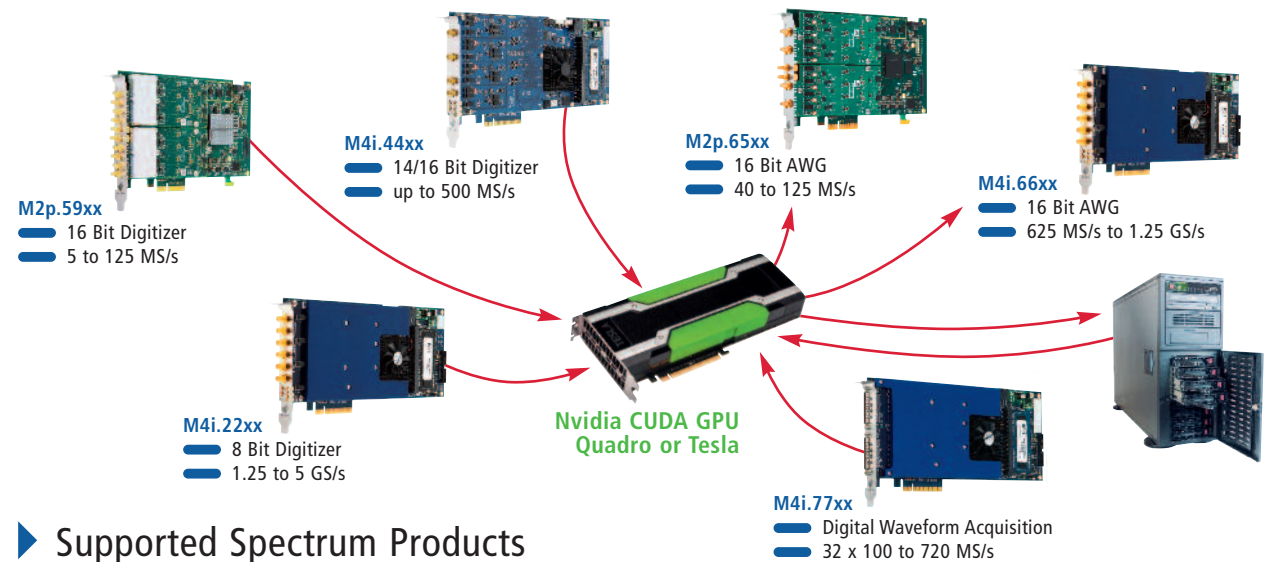 M4i.44xx
14/16 Bit Digitizer
up to 500 MS/s
M2p.65xx
16 Bit AWG
40 to 125 MS/s
M2p.59xx
16 Bit Digitizer
5 to 125 MS/s
M4i.66xx
16 Bit AWG
625 MS/s to 1.25 GS/s
TESLA
M4i.22xx
8 Bit Digitizer
1.25 to 5 GS/s
Nvidia CUDA GPU
Quadro or Tesla
M4i.77xx
Digital Waveform Acquisition
32 x 100 to 720 MS/s
Supported Spectrum Products